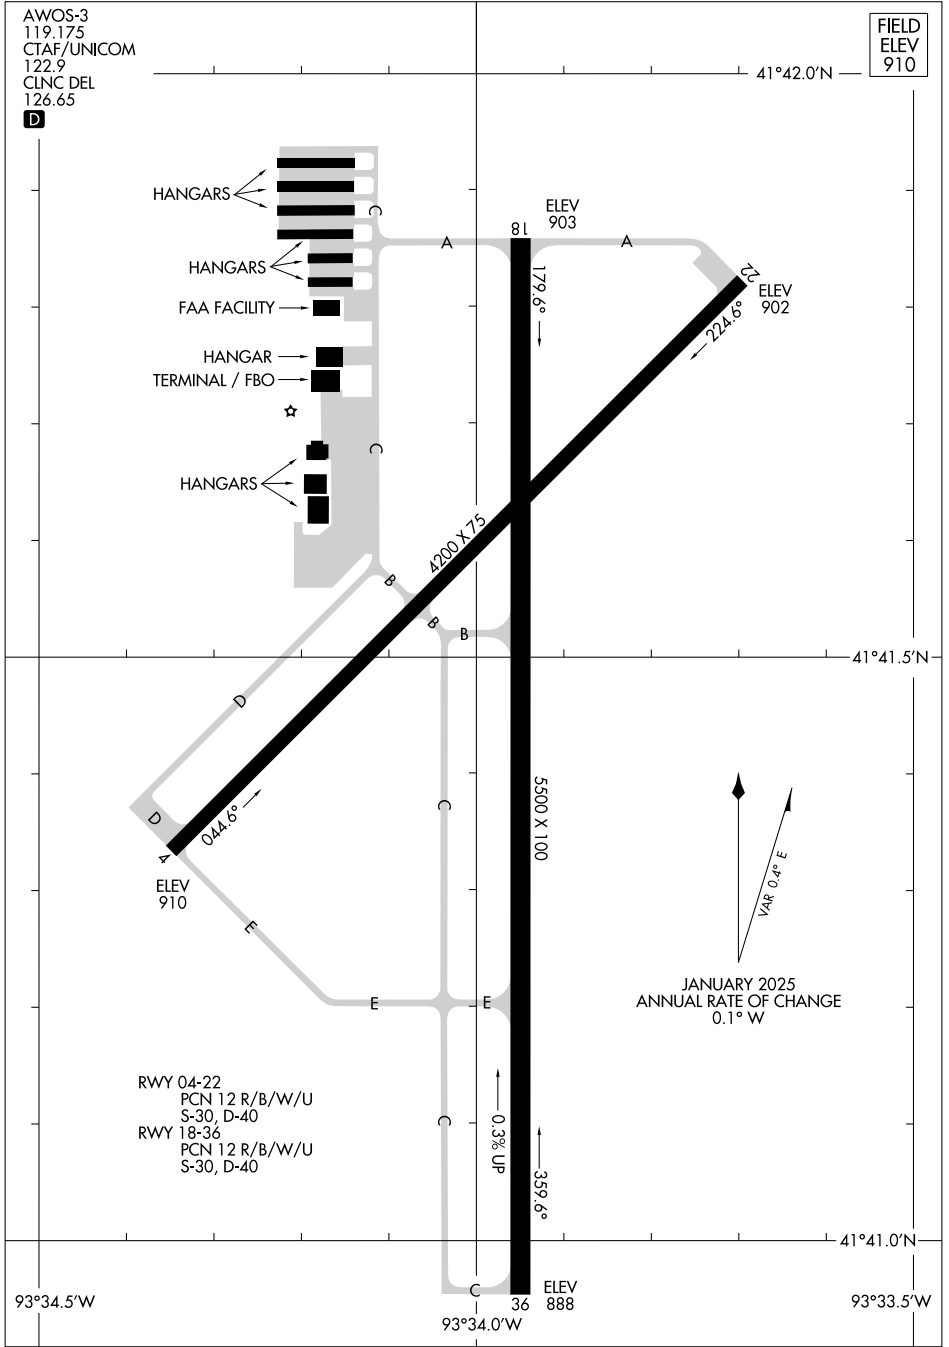 AWOS-3
119.175
CTAF/UNICOM
122.9
CLNC DEL
126.65
D
FIELD
ELEV
910
41°42.0'N
HANGARS
C
ELEV
903
18
A
A
HANGARS
179.6°
22
ELEV
902
FAA FACILITY
224.6°
HANGAR
TERMINAL / FBO
C
HANGARS
4200 X 75
B
B
B
41°41.5'N
D
C
5500 X 100
D
044.6°
4
ELEV
910
VAR 0.4° E
E
JANUARY 2025
ANNUAL RATE OF CHANGE
0.1° W
E
E
RWY 04-22
PCN 12 R/B/W/U
S-30, D-40
RWY 18-36
PCN 12 R/B/W/U
S-30, D-40
C
0.3% UP
359.6°
41°41.0'N
C
36
ELEV
888
93°34.5'W
93°34.0'W
93°33.5'W